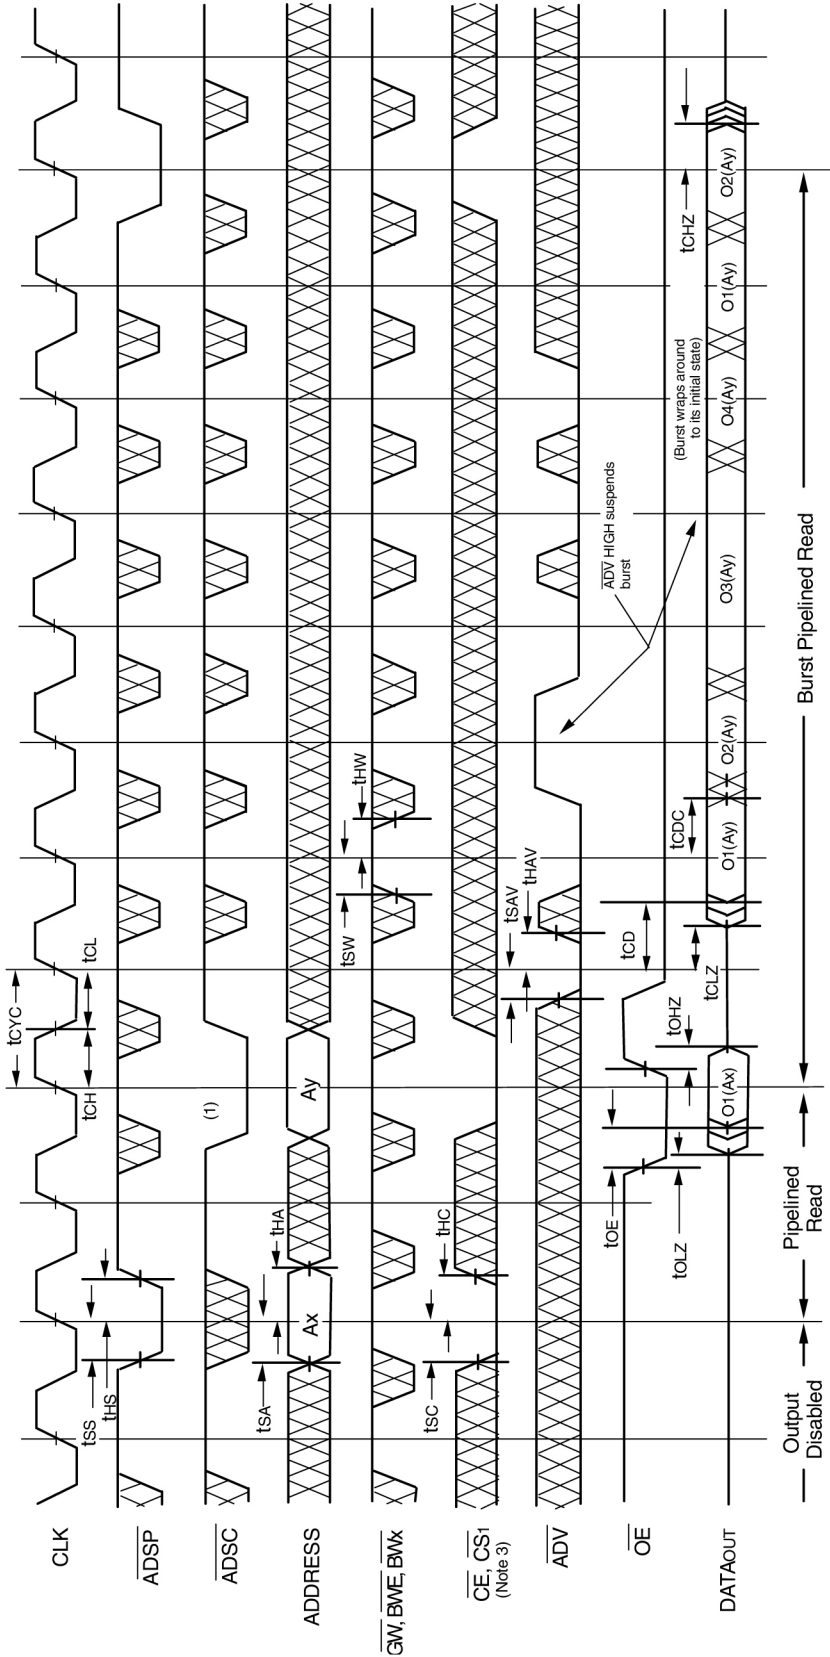 CLK
tCYC
tCH
tCL
ADSP
tSS
tHS
ADSC
(1)
ADDRESS
Ax
Ay
tSA
tHA
GW, BWE, BWx
tSW
tHW
CE, CS1
(Note 3)
tSC
tHC
ADV
tSAV
tHAV
ADV HIGH suspends
burst
OE
tOE
tOHZ
tCD
tOLZ
tCLZ
tCDC
tCHZ
(Burst wraps around
to its initial state)
DATAOUT
O1(Ax)
O1(Ay)
O2(Ay)
O3(Ay)
O4(Ay)
O1(Ay)
O2(Ay)
Output
Disabled
Pipelined
Read
Burst Pipelined Read